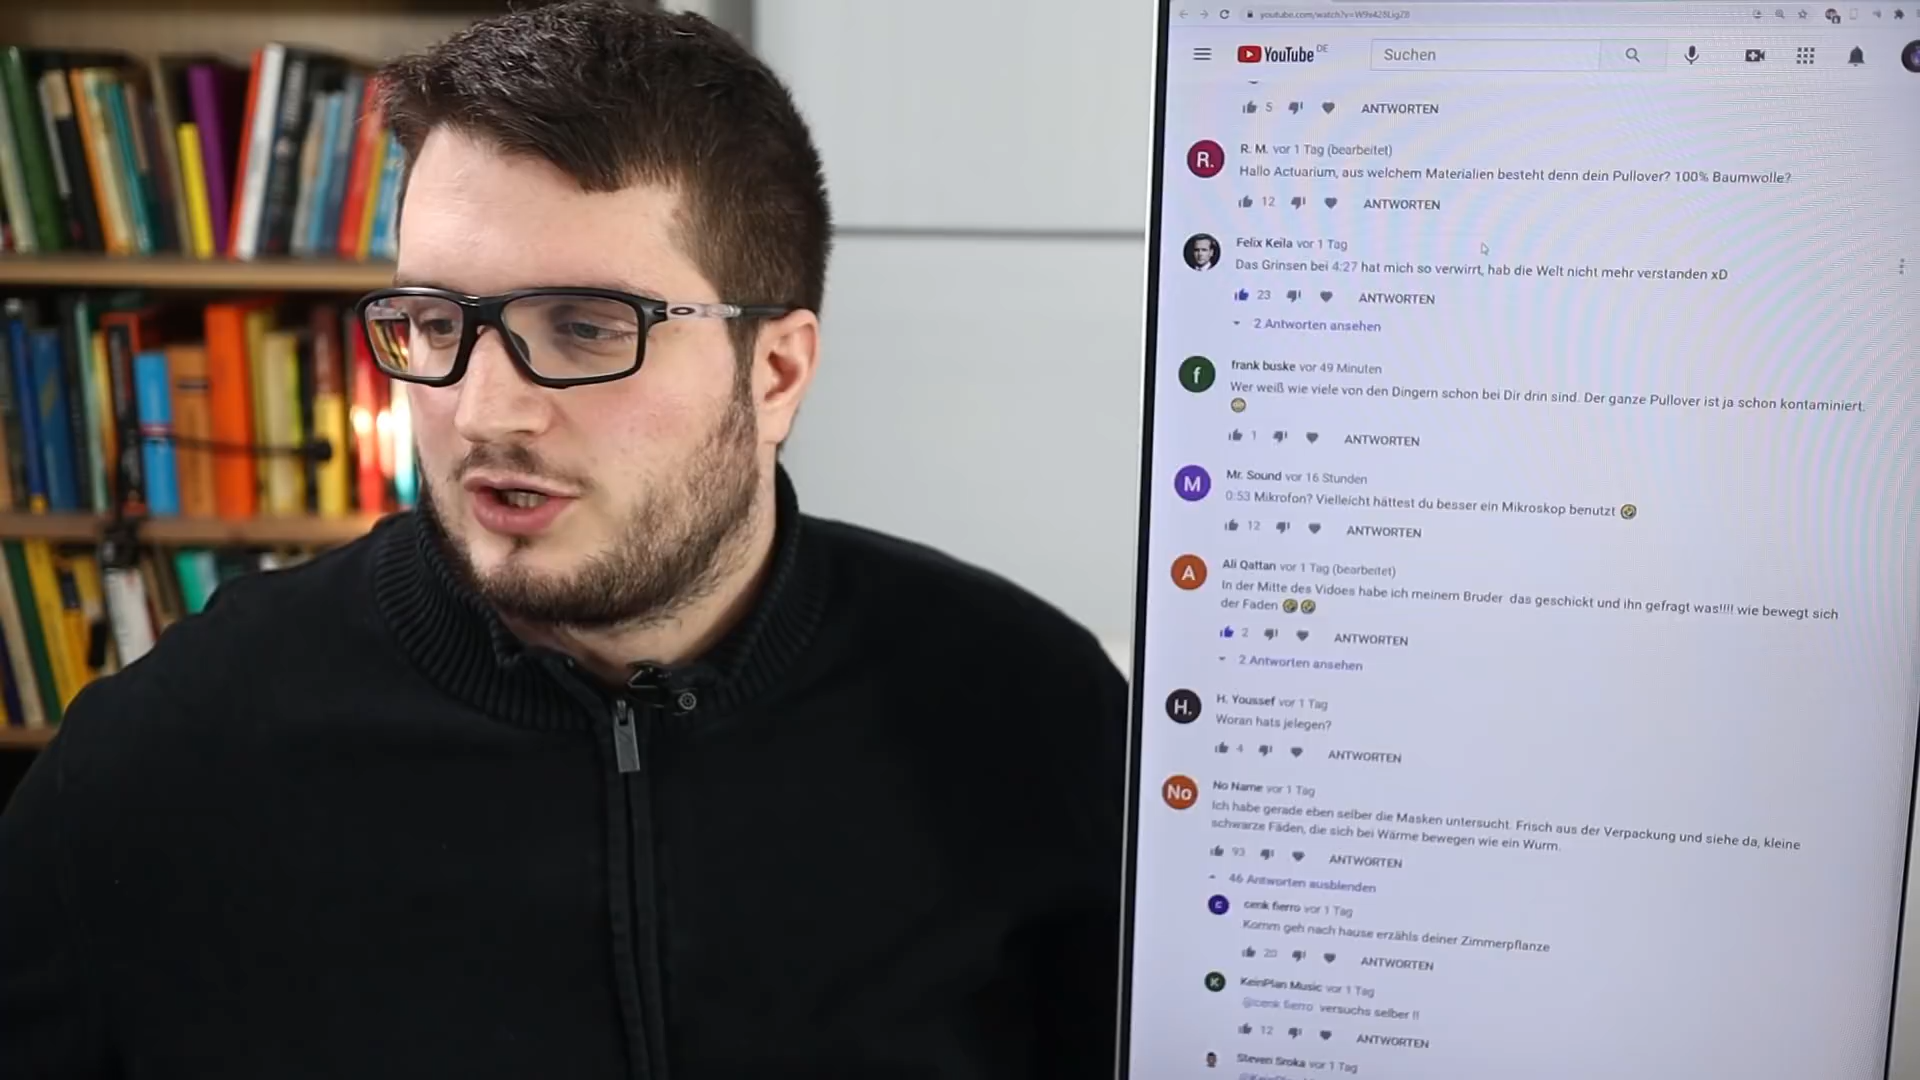 YouTube DE
Suchen
5 ANTWORTEN
R. M. vor 1 Tag (bearbeitet)
Hallo Actuarium, aus welchem Materialien besteht denn dein Pullover? 100% Baumwolle?
12 ANTWORTEN
Felix Keila vor 1 Tag
Das Grinsen bei 4:27 hat mich so verwirrt, hab die Welt nicht mehr verstanden xD
23 ANTWORTEN
2 Antworten ansehen
f
frank buske vor 49 Minuten
Wer weiß wie viele von den Dingern schon bei Dir drin sind. Der ganze Pullover ist ja schon kontaminiert.
1 ANTWORTEN
M
Mr. Sound vor 16 Stunden
0:53 Mikrofon? Vielleicht hättest du besser ein Mikroskop benutzt
12 ANTWORTEN
A
Ali Qattan vor 1 Tag (bearbeitet)
In der Mitte des Vidoes habe ich meinem Bruder das geschickt und ihn gefragt was!!!! wie bewegt sich
der Faden
2 ANTWORTEN
2 Antworten ansehen
H.
H. Youssef vor 1 Tag
Woran hats jelegen?
4 ANTWORTEN
No
No Name vor 1 Tag
Ich habe gerade eben selber die Masken untersucht. Frisch aus der Verpackung und siehe da, kleine
schwarze Fäden, die sich bei Wärme bewegen wie ein Wurm.
93 ANTWORTEN
46 Antworten ausblenden
c
cenk fierro vor 1 Tag
Komm geh nach hause erzähls deiner Zimmerpflanze
20 ANTWORTEN
K
KeinPlan Music vor 1 Tag
@cenk fierro versuchs selber !!
12 ANTWORTEN
Steven Sroka vor 1 Tag